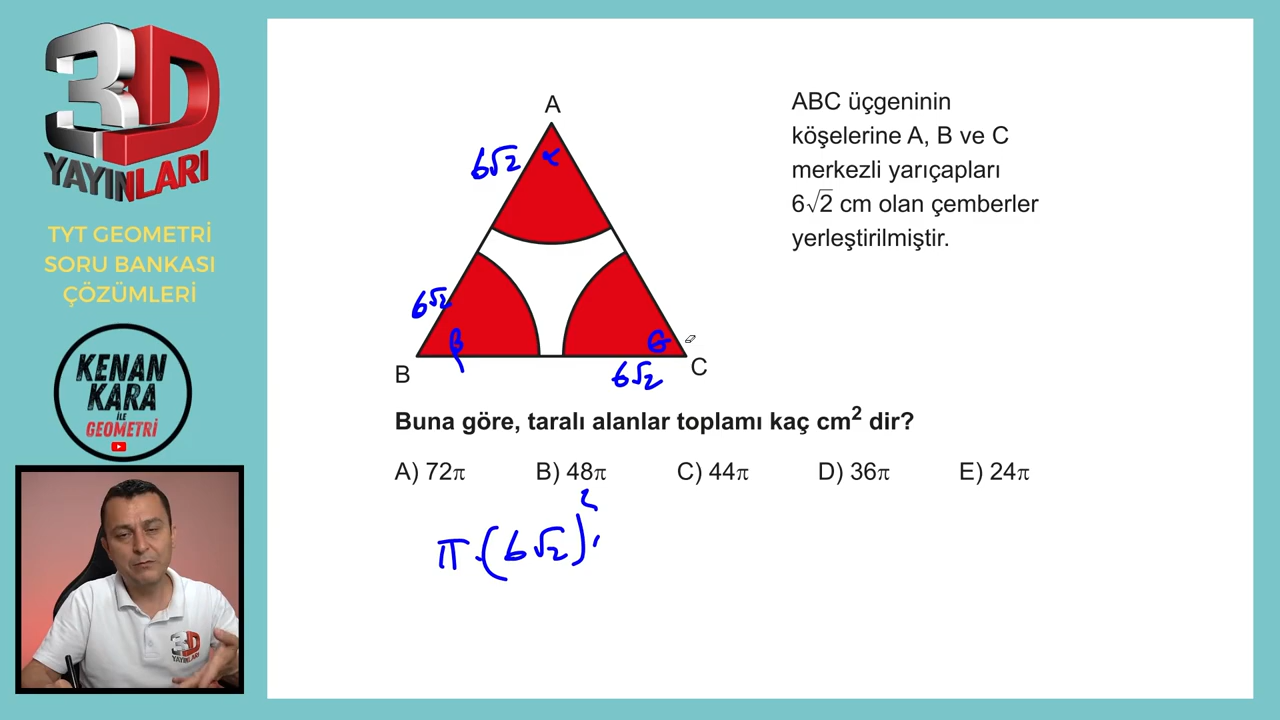 3D
YAYINLARI
TYT GEOMETRİ
SORU BANKASI
ÇÖZÜMLERİ
KENAN
KARA
İLE
GEOMETRİ
3D
YAYINLARI
ABC üçgeninin
köşelerine A, B ve C
merkezli yarıçapları
6√2 cm olan çemberler
yerleştirilmiştir.
A
6√2
α
6√2
β
B
6√2
C
Buna göre, taralı alanlar toplamı kaç cm² dir?
A) 72π B) 48π C) 44π D) 36π E) 24π
π.(6√2)².